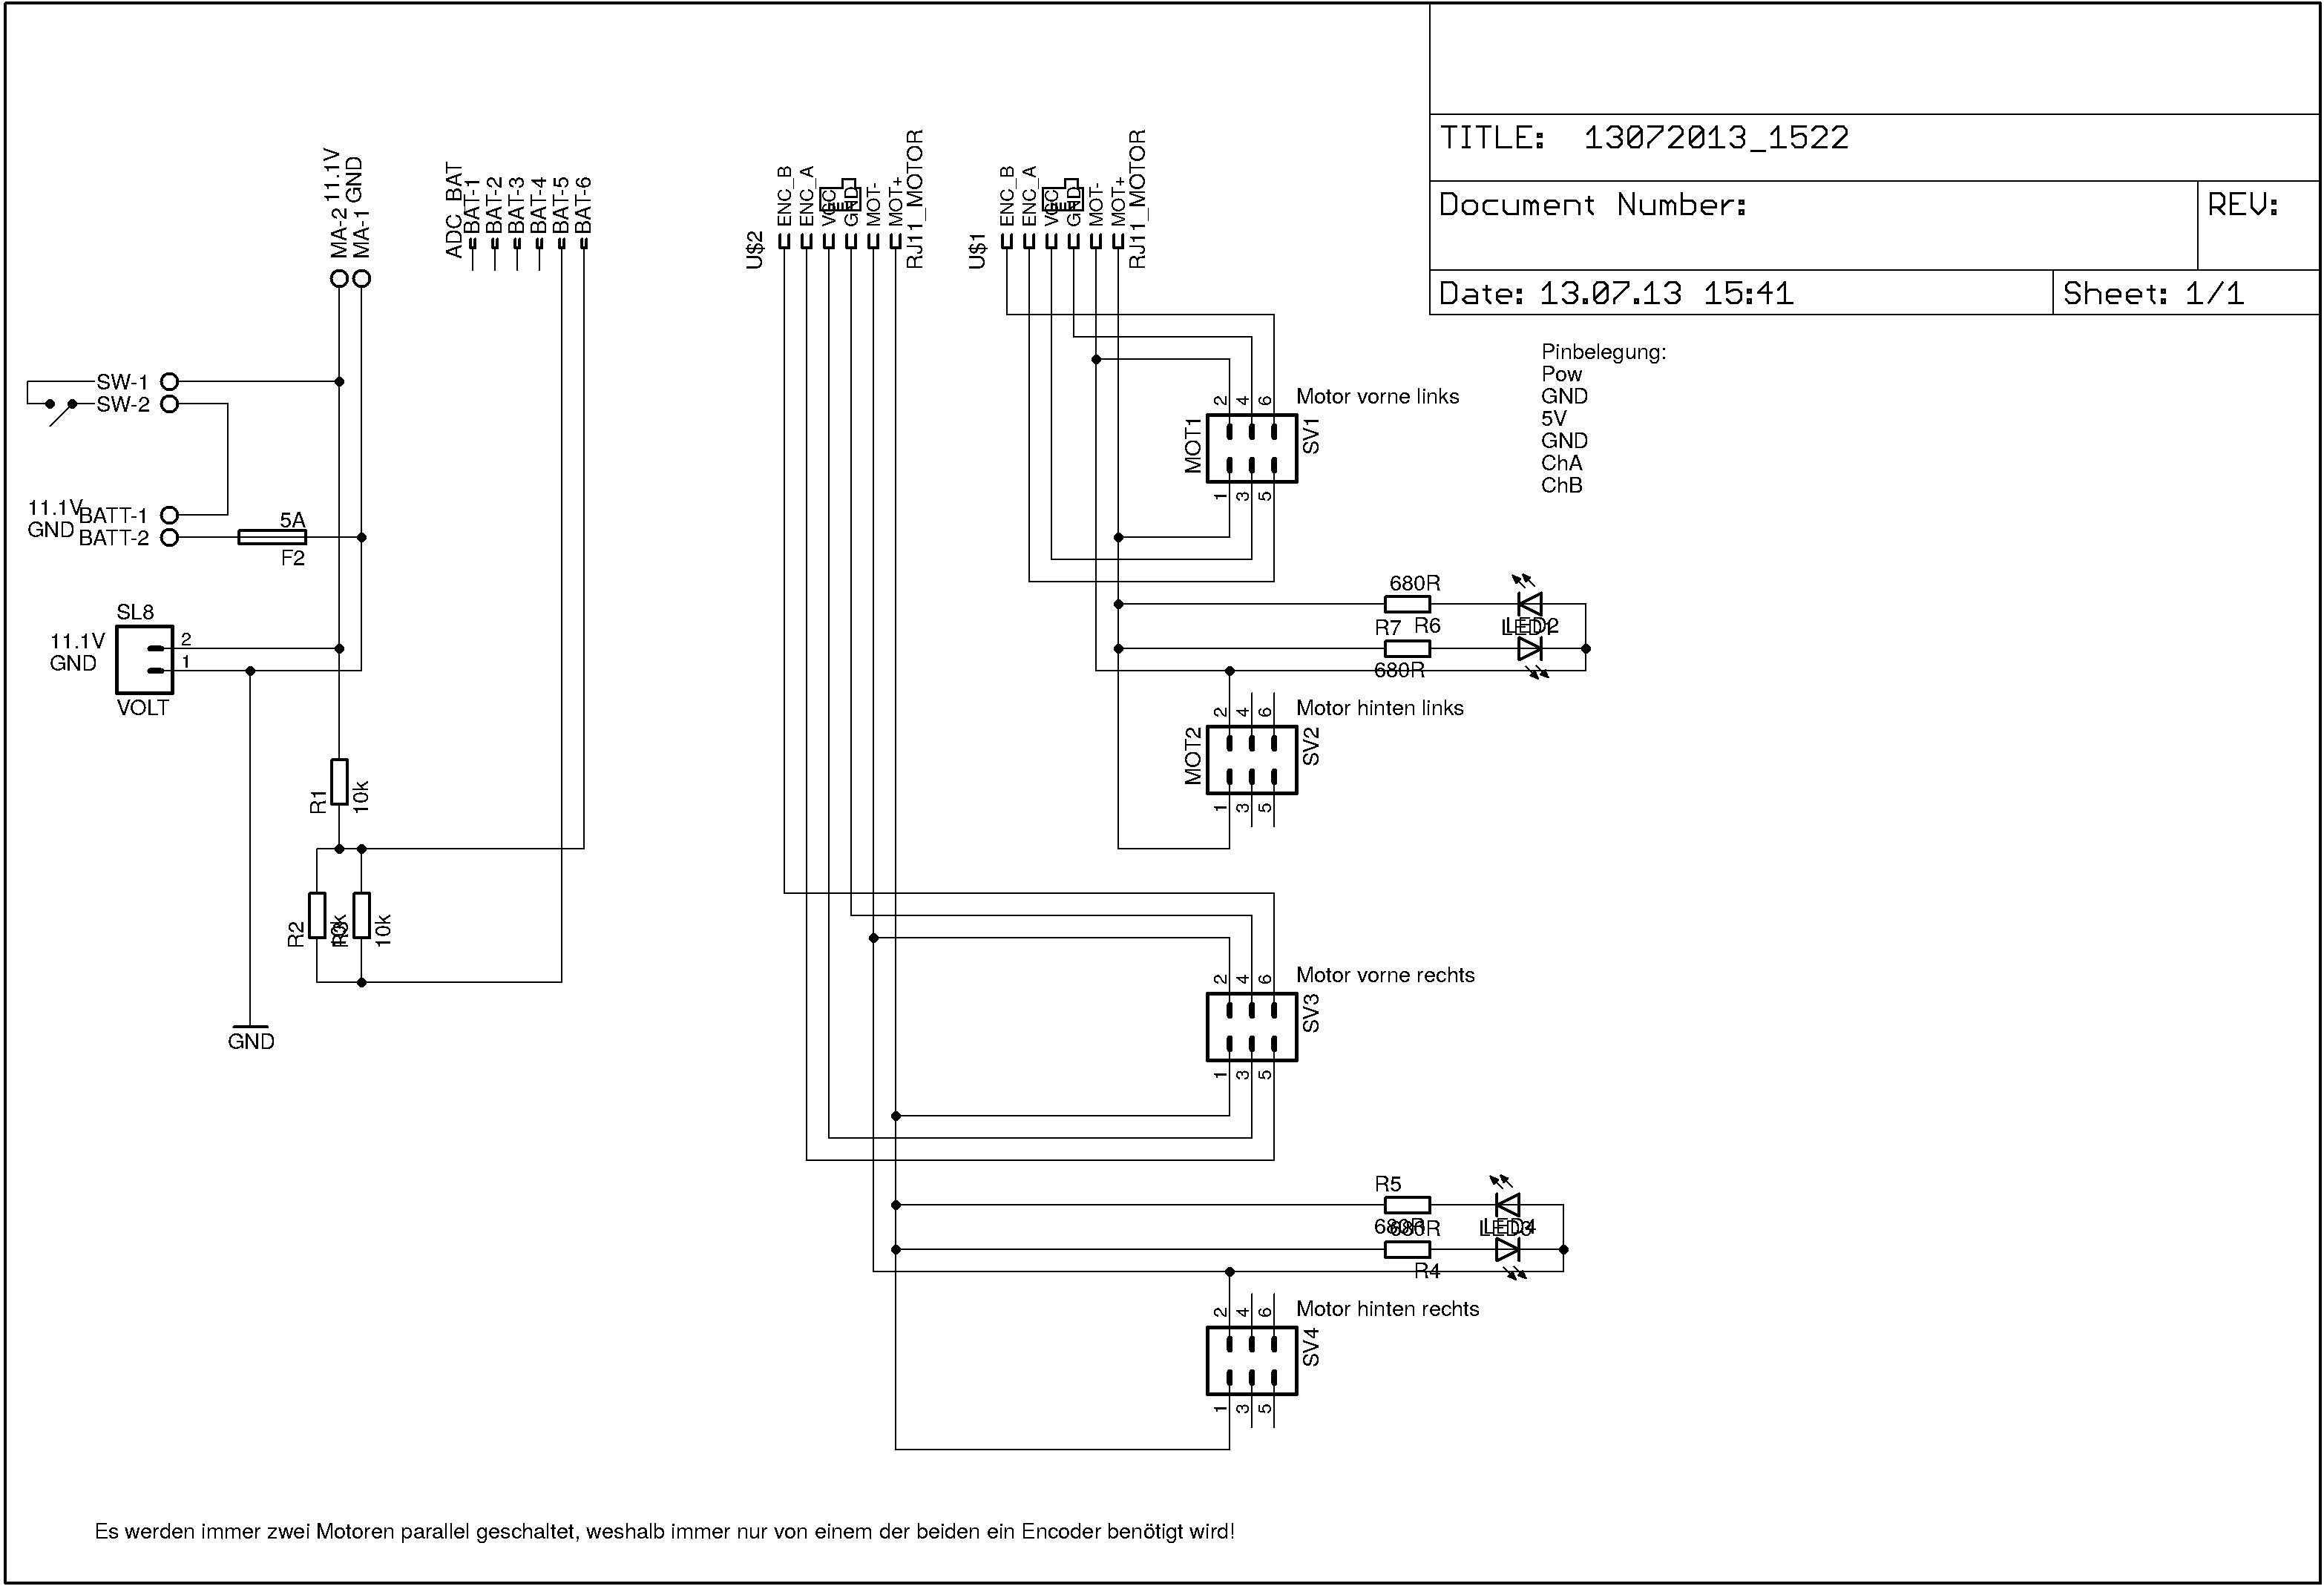 TITLE: 13072013_1522
Document Number:
REV:
Date: 13.07.13 15:41
Sheet: 1/1
Pinbelegung:
Pow
GND
5V
GND
ChA
ChB
MA-2 11.1V
MA-1 GND
ADC_BAT
BAT-1
BAT-2
BAT-3
BAT-4
BAT-5
BAT-6
SW-1
SW-2
11.1V
GND
BATT-1
BATT-2
5A
F2
SL8
11.1V
GND
2
1
VOLT
R1
10k
R2
10k
R3
10k
GND
U$2
ENC_B
ENC_A
VCC
GND
MOT-
MOT+
RJ11_MOTOR
U$1
ENC_B
ENC_A
VCC
GND
MOT-
MOT+
RJ11_MOTOR
Motor vorne links
MOT1
SV1
2 4 6
1 3 5
680R
R6
LED2
R7
LED1
680R
Motor hinten links
MOT2
SV2
2 4 6
1 3 5
Motor vorne rechts
SV3
2 4 6
1 3 5
R5
680R
680R
LED3
LED4
R4
Motor hinten rechts
SV4
2 4 6
1 3 5
Es werden immer zwei Motoren parallel geschaltet, weshalb immer nur von einem der beiden ein Encoder benötigt wird!